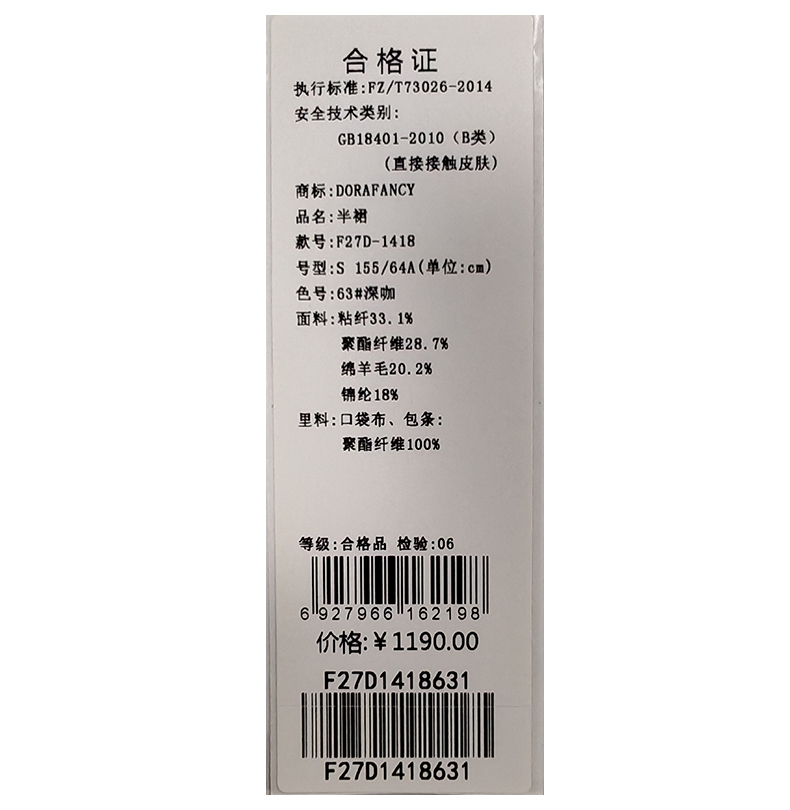 合格证
执行标准:FZ/T73026-2014
安全技术类别:
GB18401-2010（B类）
(直接接触皮肤)
商标:DORAFANCY
品名:半裙
款号:F27D-1418
号型:S 155/64A(单位:cm)
色号:63#深咖
面料:粘纤33.1%
聚酯纤维28.7%
绵羊毛20.2%
锦纶18%
里料:口袋布、包条:
聚酯纤维100%
等级:合格品 检验:06
6 927966 162198
价格:￥1190.00
F27D1418631
F27D1418631